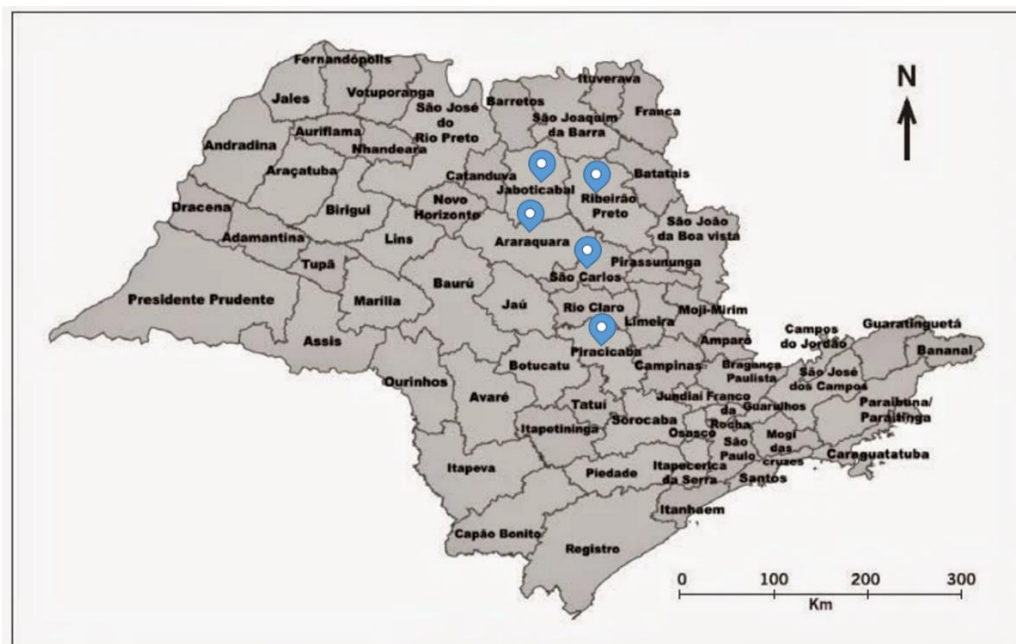 Fernandópolis
Ituverava
N
Jales
Votuporanga
Barretos
São José
do
Rio Preto
São Joaquim
da Barra
Franca
Auriflama
Andradina
Nhandeara
Araçatuba
Catanduva
Jaboticabal
Batatais
Novo
Horizonto
Ribeirão
Preto
Dracena
Birigui
São João
da Boa vista
Adamantina
Lins
Araraquara
Tupã
Pirassununga
São Carlos
Baurú
Presidente Prudente
Marília
Jaú
Rio Claro
Moji-Mirim
Limeira
Guaratinguetá
Campos
do Jordão
Assis
Amparó
Bananal
Piracicaba
Botucatu
Campinas
Bragança
Paulista
São José
dos Campos
Ourinhos
Avaré
Tatuí
Jundiaí
Franco
da
Rocha
Guarulhos
Paraibuna/
Paraitinga
Sorocaba
Itapetininga
Osasco
São
Paulo
Mogi
das
cruzes
Caraguatatuba
Itapeva
Piedade
Itapecerica
da Serra
Santos
Itanhaem
Capão Bonito
Registro
0 100 200 300
Km